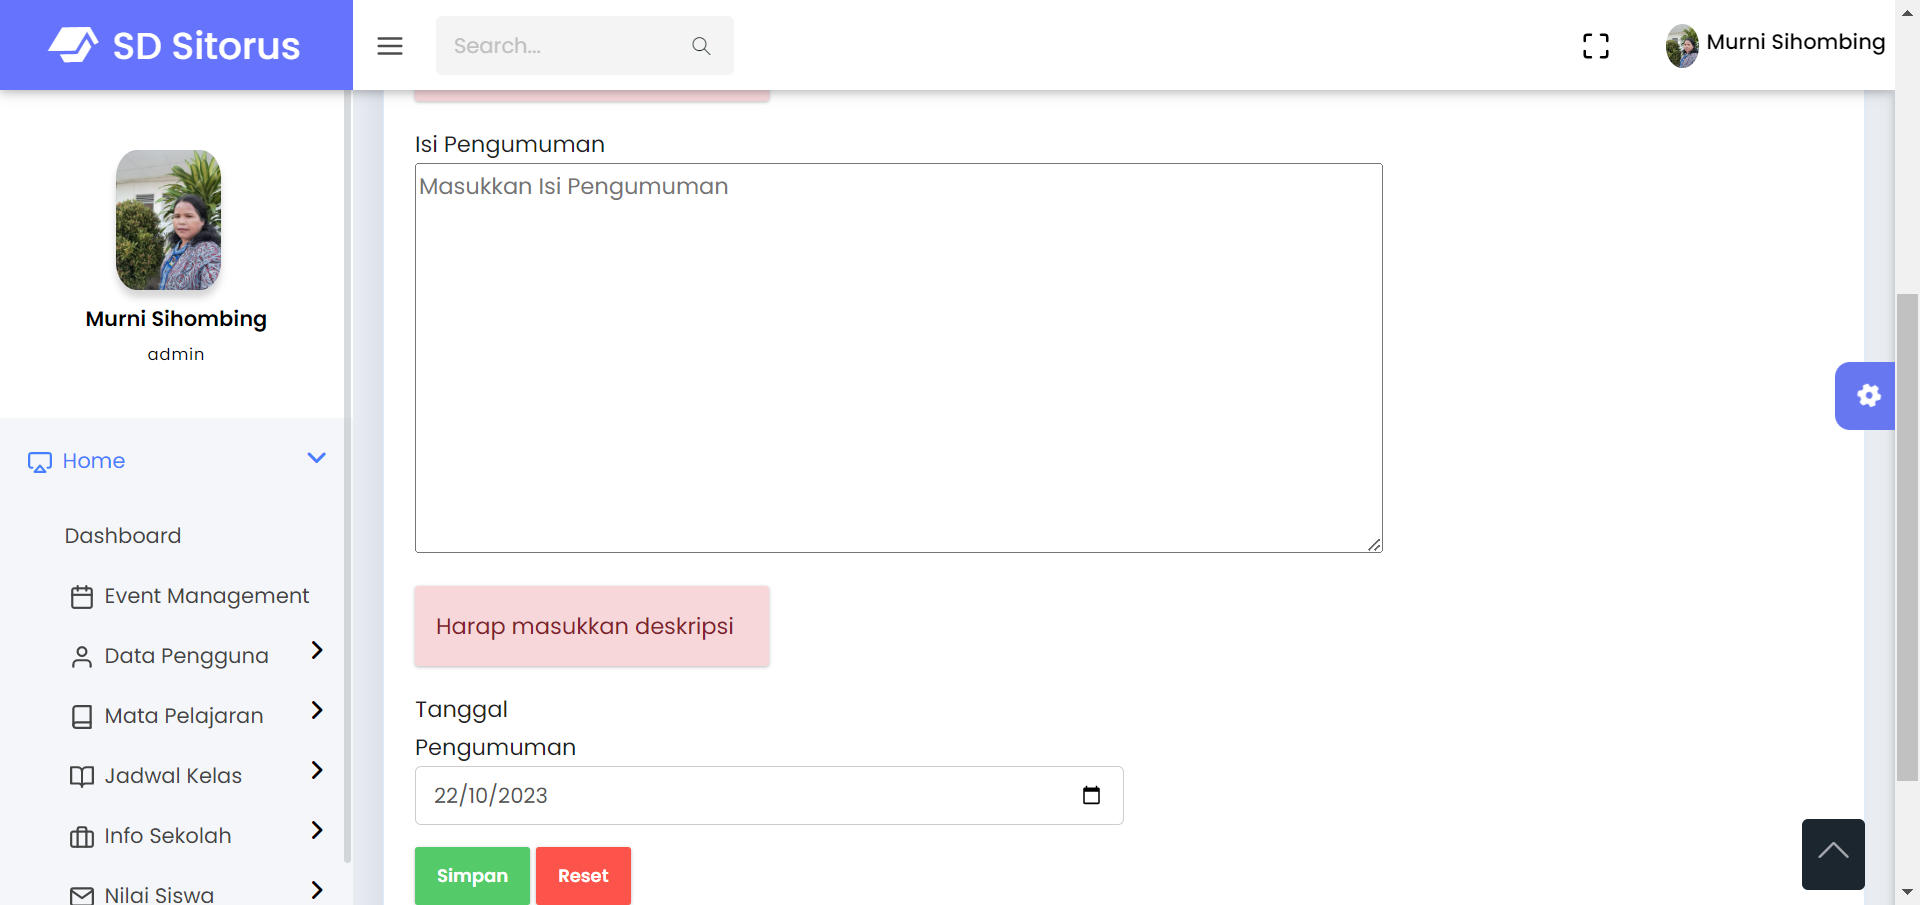 SD Sitorus
Search...
Murni Sihombing
Murni Sihombing
admin
Home
Dashboard
Event Management
Data Pengguna
Mata Pelajaran
Jadwal Kelas
Info Sekolah
Nilai Siswa
Isi Pengumuman
Masukkan Isi Pengumuman
Harap masukkan deskripsi
Tanggal
Pengumuman
22/10/2023
Simpan
Reset